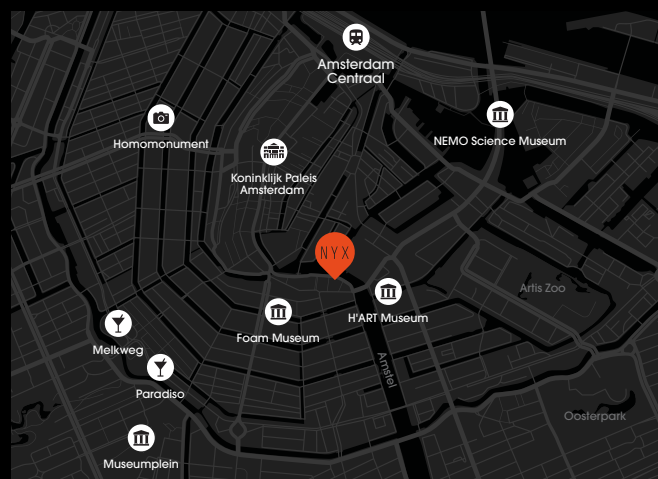 Amsterdam
Centraal
Homomonument
NEMO Science Museum
Koninklijk Paleis
Amsterdam
NYX
Artis Zoo
H'ART Museum
Foam Museum
Melkweg
Amstel
Paradiso
Oosterpark
Museumplein